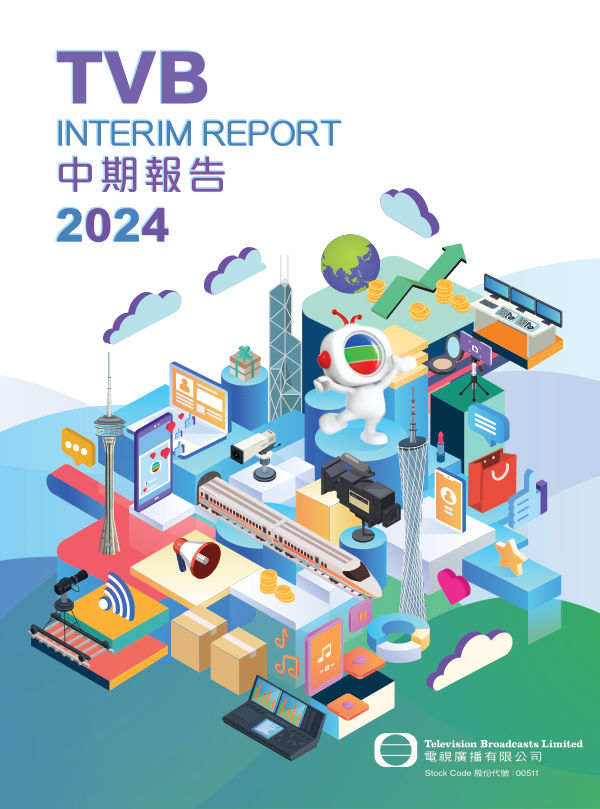 TVB
INTERIM REPORT
中期報告
2024
Television Broadcasts Limited
電視廣播有限公司
Stock Code 股份代號 : 00511